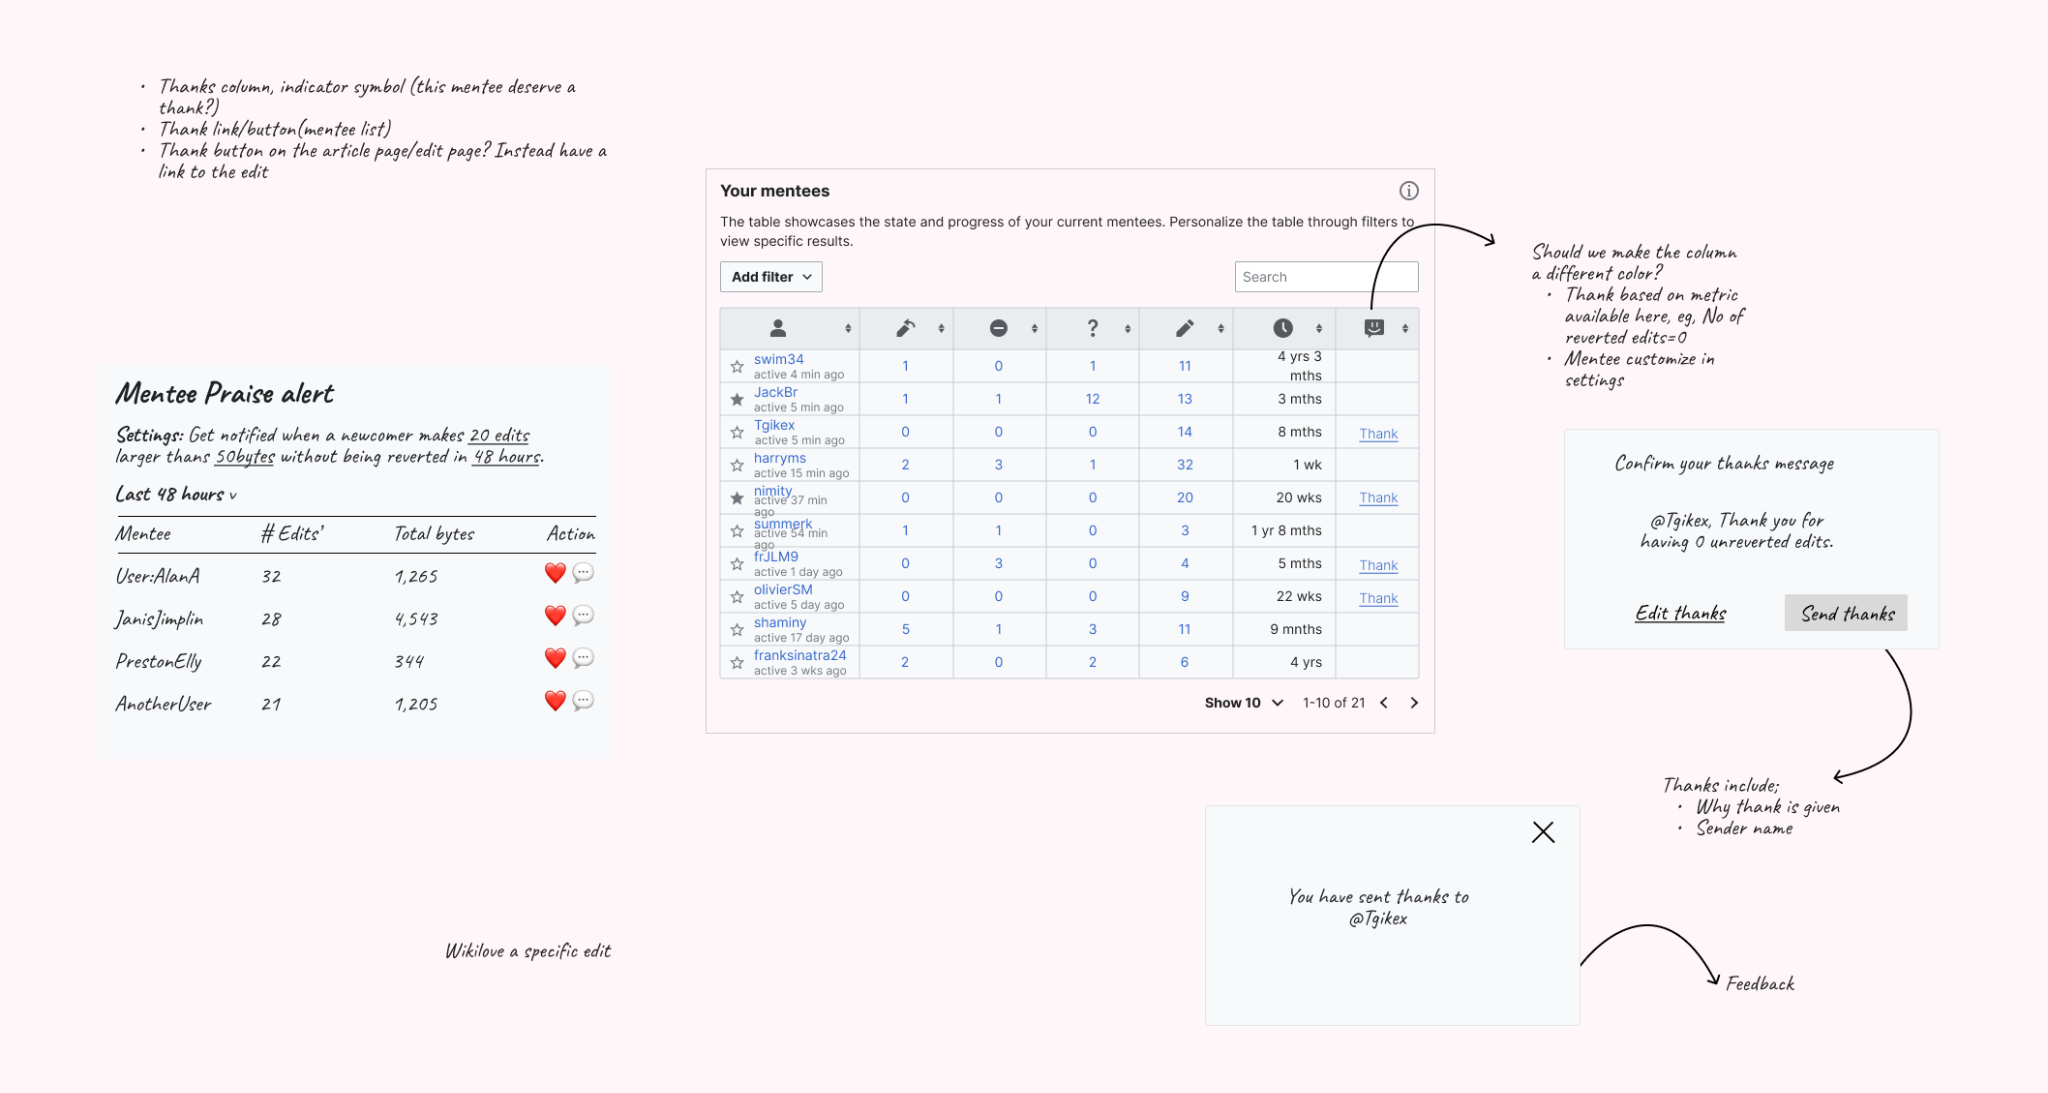 • Thanks column, indicator symbol (this mentee deserve a
thank?)
• Thank link/button(mentee list)
• Thank button on the article page/edit page? Instead have a
link to the edit
Mentee Praise alert
Settings: Get notified when a newcomer makes 20 edits
larger thans 50bytes without being reverted in 48 hours.
Last 48 hours v
Mentee # Edits' Total bytes Action
User:AlanA 32 1,265
JanisJimplin 28 4,543
PrestonElly 22 344
AnotherUser 21 1,205
Wikilove a specific edit
Your mentees
The table showcases the state and progress of your current mentees. Personalize the table through filters to
view specific results.
Add filter
Search
?
swim34 1 0 1 11 4 yrs 3
active 4 min ago mths
JackBr 1 1 12 13 3 mths
active 5 min ago
Tgikex 0 0 0 14 8 mths Thank
active 5 min ago
harryms 2 3 1 32 1 wk
active 15 min ago
nimity 0 0 0 20 20 wks Thank
active 37 min
ago
summerk 1 1 0 3 1 yr 8 mths
active 54 min
ago
frJLM9 0 3 0 4 5 mths Thank
active 1 day ago
olivierSM 0 0 0 9 22 wks Thank
active 5 day ago
shaminy 5 1 3 11 9 mnths
active 17 day ago
franksinatra24 2 0 2 6 4 yrs
active 3 wks ago
Show 10 1-10 of 21
Should we make the column
a different color?
• Thank based on metric
available here, eg, No of
reverted edits=0
• Mentee customize in
settings
Confirm your thanks message
@Tgikex, Thank you for
having 0 unreverted edits.
Edit thanks Send thanks
Thanks include;
• Why thank is given
• Sender name
You have sent thanks to
@Tgikex
Feedback